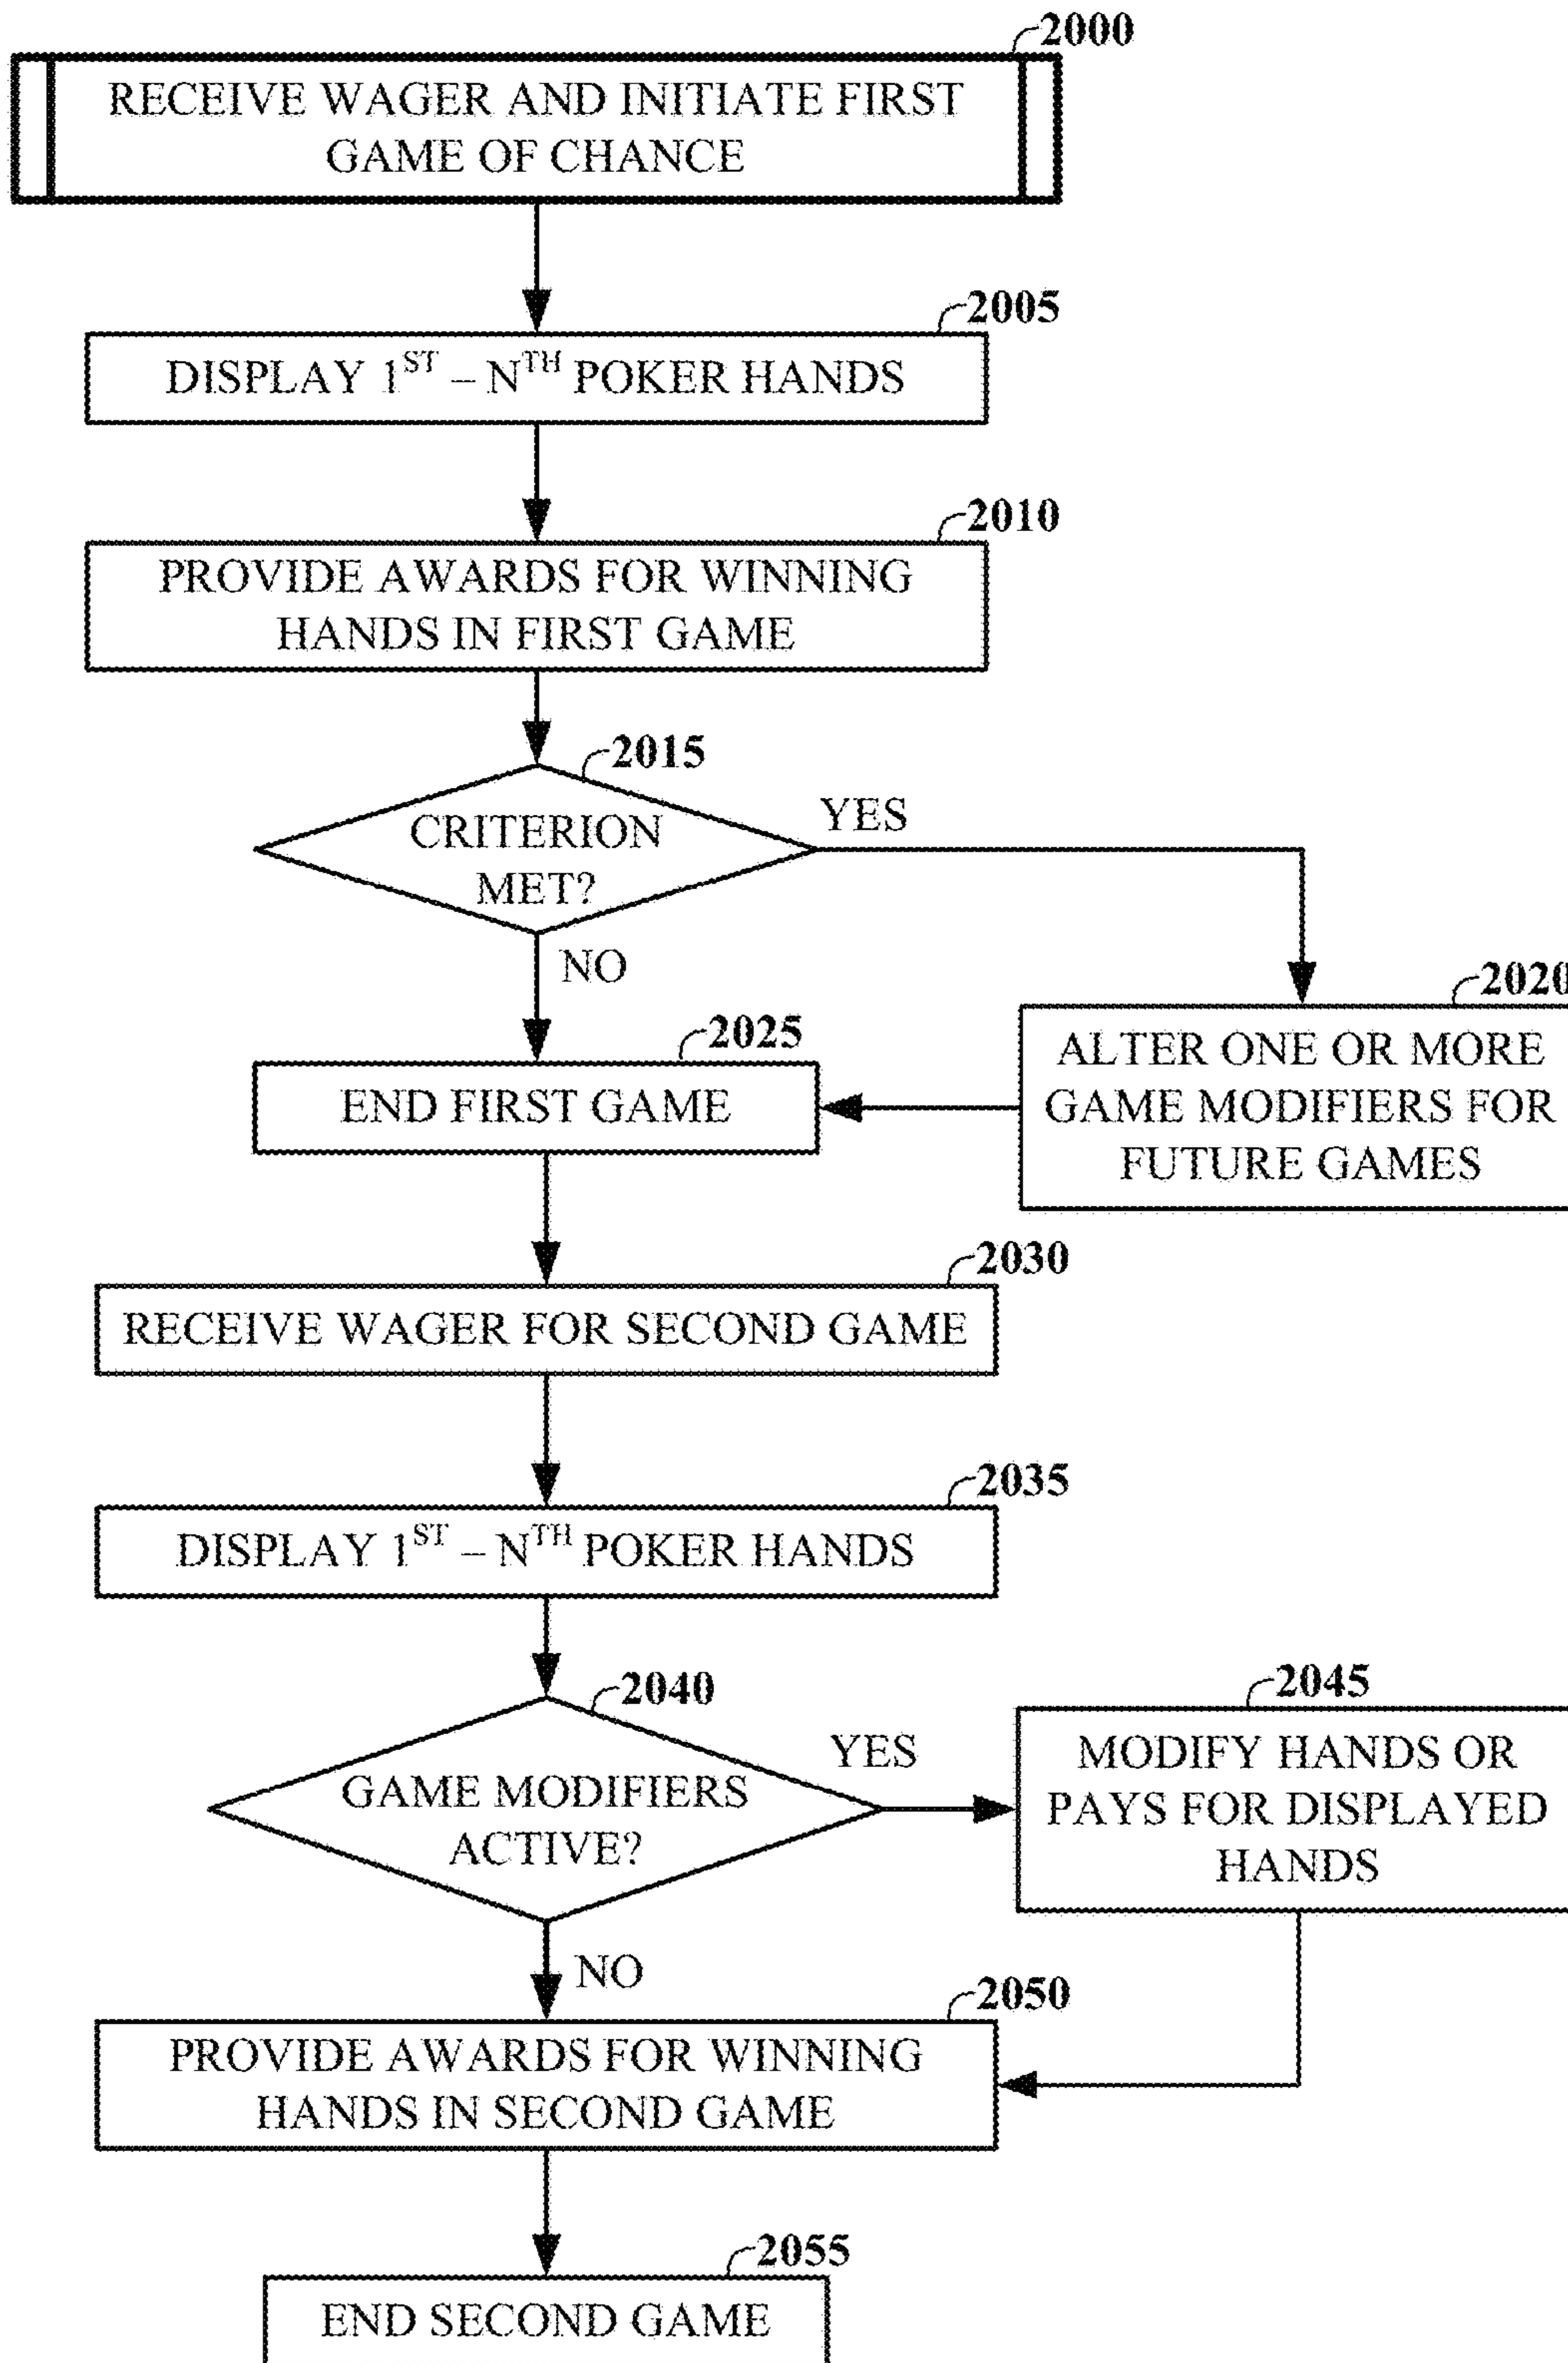 2000
RECEIVE WAGER AND INITIATE FIRST
GAME OF CHANCE
2005
DISPLAY 1ST – NTH POKER HANDS
2010
PROVIDE AWARDS FOR WINNING
HANDS IN FIRST GAME
2015
CRITERION
MET?
YES
NO
2020
ALTER ONE OR MORE
GAME MODIFIERS FOR
FUTURE GAMES
2025
END FIRST GAME
2030
RECEIVE WAGER FOR SECOND GAME
2035
DISPLAY 1ST – NTH POKER HANDS
2040
GAME MODIFIERS
ACTIVE?
YES
NO
2045
MODIFY HANDS OR
PAYS FOR DISPLAYED
HANDS
2050
PROVIDE AWARDS FOR WINNING
HANDS IN SECOND GAME
2055
END SECOND GAME